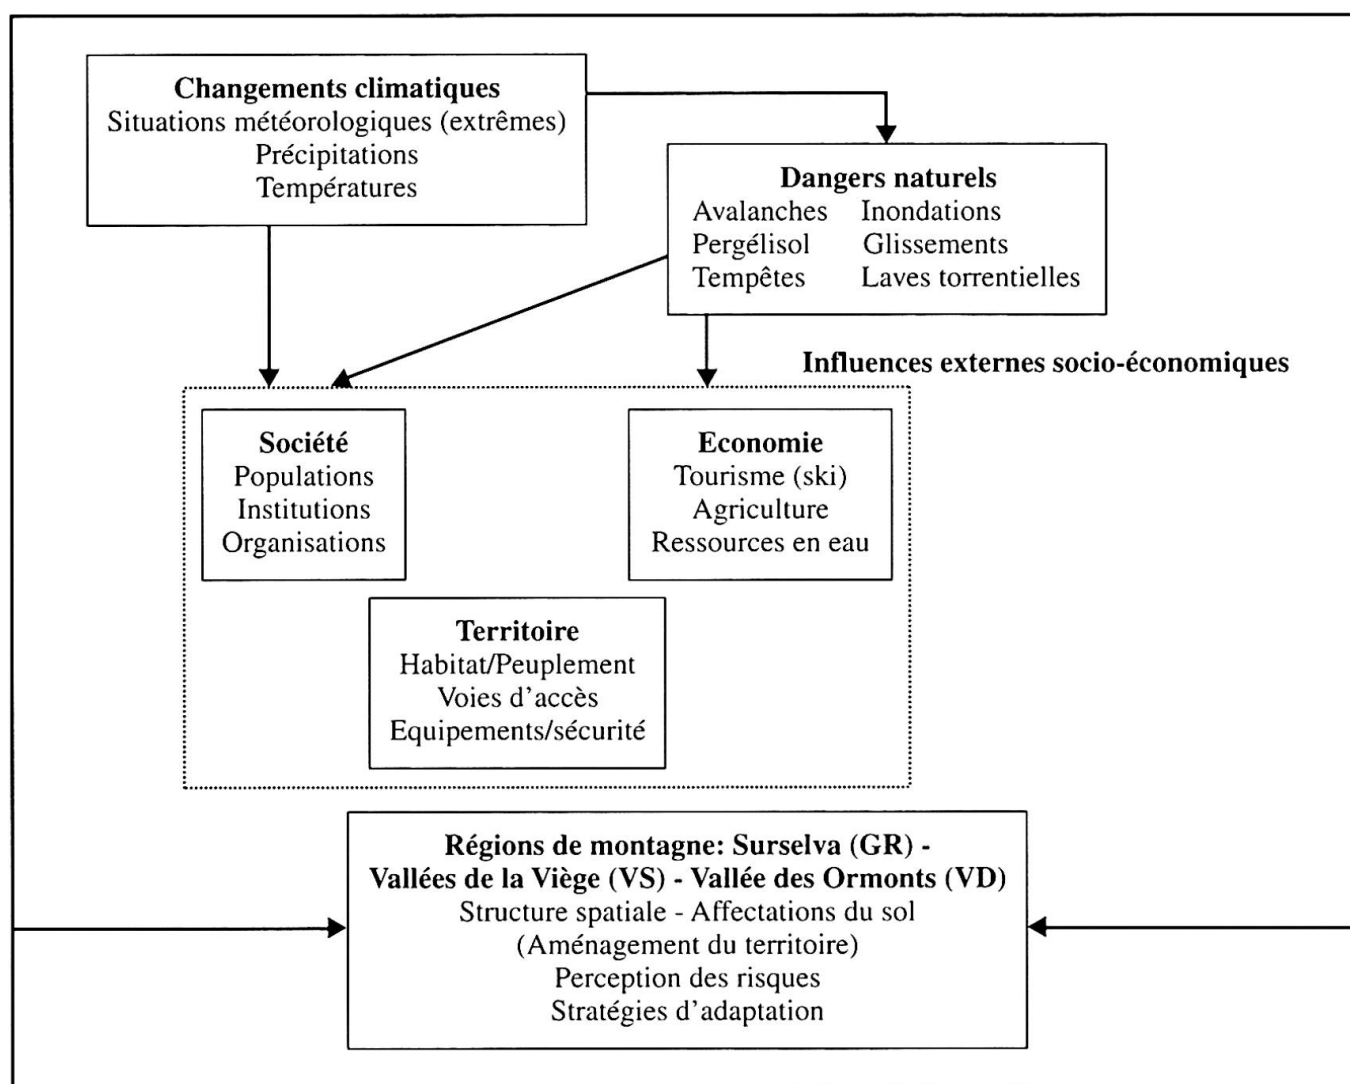 Changements climatiques
Situations météorologiques (extrêmes)
Précipitations
Températures
Dangers naturels
Avalanches Inondations
Pergélisol Glissements
Tempêtes Laves torrentielles
Influences externes socio-économiques
Société
Populations
Institutions
Organisations
Economie
Tourisme (ski)
Agriculture
Ressources en eau
Territoire
Habitat/Peuplement
Voies d'accès
Equipements/sécurité
Régions de montagne: Surselva (GR) -
Vallées de la Viège (VS) - Vallée des Ormonts (VD)
Structure spatiale - Affectations du sol
(Aménagement du territoire)
Perception des risques
Stratégies d'adaptation